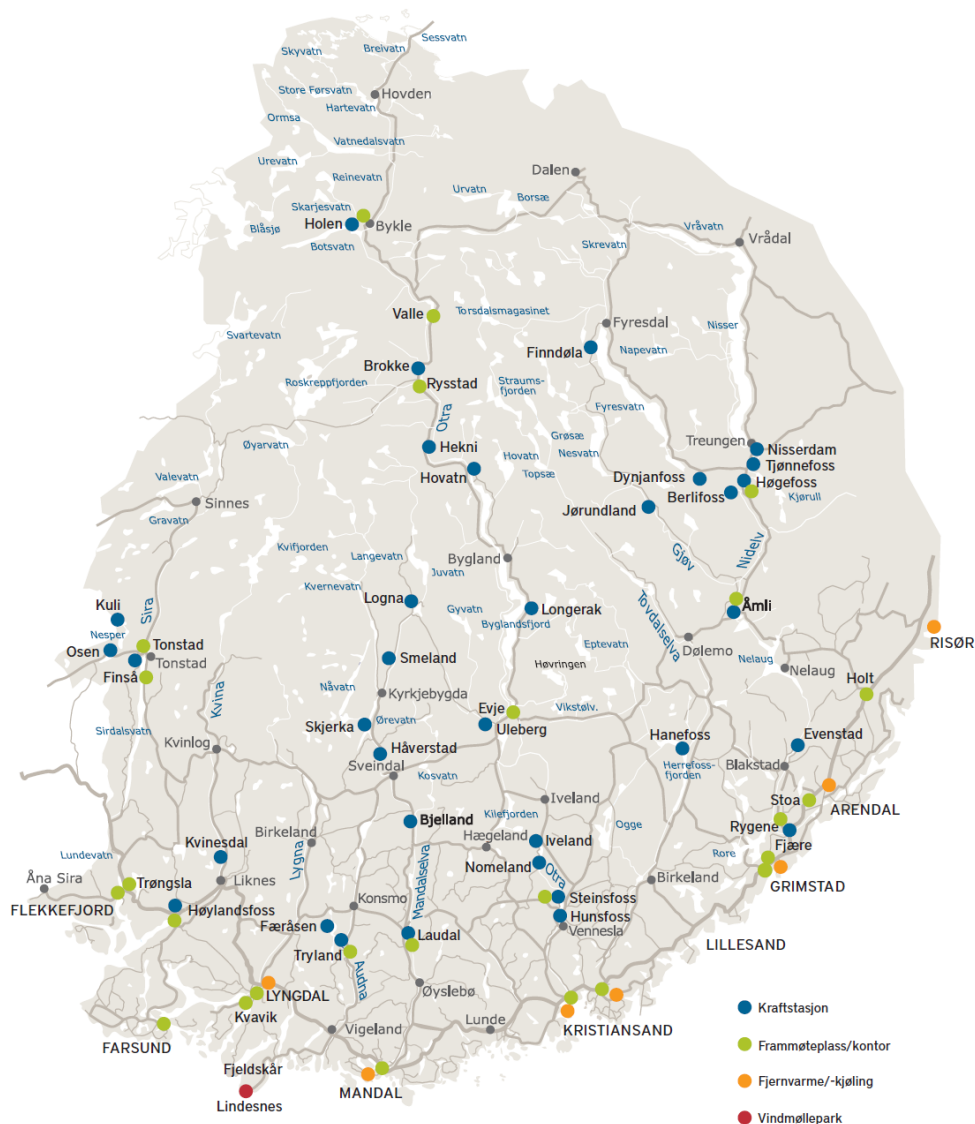 Sessvatn
Skyvatn
Breivatn
Store Førsvatn
Hovden
Hartevatn
Ormsa
Vatnedalsvatn
Urevatn
Reinevatn
Dalen
Urvatn
Borsæ
Skarjesvatn
Holen
Bykle
Blåsjø
Botsvatn
Vråvatn
Skrevatn
Vrådal
Valle
Torsdalsmagasinet
Fyresdal
Nisser
Svartevatn
Finndøla
Napevatn
Brokke
Roskreppfjorden
Rysstad
Straums-
fjorden
Fyresvatn
Otra
Øyarvatn
Grøsæ
Treungen
Hekni
Hovatn
Nesvatn
Nisserdam
Tjønnefoss
Valevatn
Hovatn
Topsæ
Dynjanfoss
Høgefoss
Berlifoss
Kjørull
Sinnes
Jørundland
Gravatn
Kvifjorden
Langevatn
Bygland
Gjøv
Nidelv
Juvatn
Kvernevatn
Kuli
Sira
Logna
Gyvatn
Longerak
Tovdalselva
Åmli
Byglandsfjord
Nesper
RISØR
Osen
Tonstad
Tonstad
Smeland
Eptevatn
Dølemo
Nelaug
Finså
Høvringen
Nelaug
Nåvatn
Kyrkjebygda
Holt
Kvina
Evje
Vikstølv.
Skjerka
Ørevatn
Uleberg
Sirdalsvatn
Hanefoss
Evenstad
Kvinlog
Håverstad
Herrefoss-
fjorden
Blakstad
Sveindal
Kosvatn
Stoa
ARENDAL
Iveland
Bjelland
Kilefjorden
Ogge
Rygene
Birkeland
Hægeland
Iveland
Fjære
Kvinesdal
Lygna
Lundevatn
Nomeland
Rore
Åna Sira
Trøngsla
Liknes
Mandalselva
Otra
Birkeland
GRIMSTAD
FLEKKEFJORD
Høylandsfoss
Konsmo
Steinsfoss
Færåsen
Hunsfoss
Laudal
Vennesla
LILLESAND
Tryland
Audna
LYNGDAL
Øyslebø
Kvavik
Kraftstasjon
Lunde
KRISTIANSAND
Vigeland
FARSUND
Frammøteplass/kontor
Fjeldskår
MANDAL
Fjernvarme/-kjøling
Lindesnes
Vindmøllepark